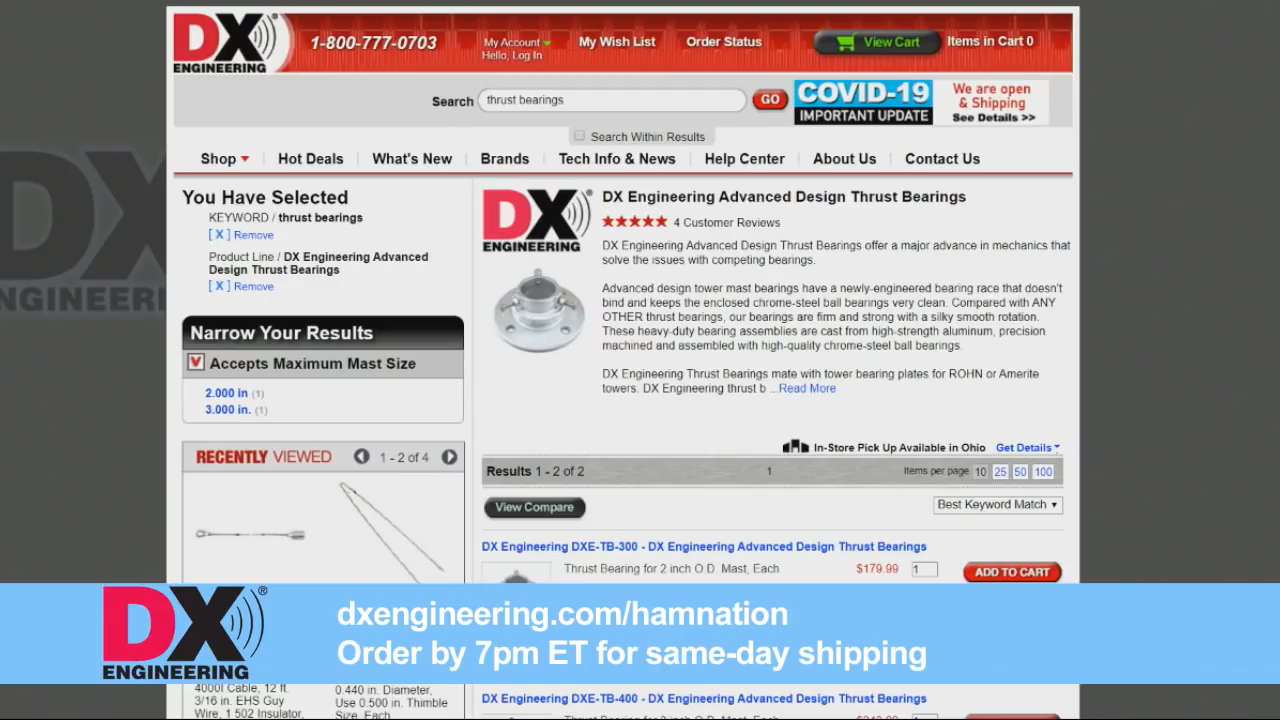 DX
ENGINEERING
1-800-777-0703
My Account
Hello, Log In
My Wish List
Order Status
View Cart
Items in Cart 0
Search
thrust bearings
GO
COVID-19
IMPORTANT UPDATE
We are open
& Shipping
See Details >>
Search Within Results
Shop
Hot Deals
What's New
Brands
Tech Info & News
Help Center
About Us
Contact Us
You Have Selected
KEYWORD / thrust bearings
[ X ] Remove
Product Line / DX Engineering Advanced
Design Thrust Bearings
[ X ] Remove
Narrow Your Results
Accepts Maximum Mast Size
2.000 in (1)
3.000 in. (1)
RECENTLY VIEWED
1 - 2 of 4
DX
ENGINEERING
DX Engineering Advanced Design Thrust Bearings
4 Customer Reviews
DX Engineering Advanced Design Thrust Bearings offer a major advance in mechanics that
solve the issues with competing bearings.
Advanced design tower mast bearings have a newly-engineered bearing race that doesn't
bind and keeps the enclosed chrome-steel ball bearings very clean. Compared with ANY
OTHER thrust bearings, our bearings are firm and strong with a silky smooth rotation.
These heavy-duty bearing assemblies are cast from high-strength aluminum, precision
machined and assembled with high-quality chrome-steel ball bearings.
DX Engineering Thrust Bearings mate with tower bearing plates for ROHN or Amerite
towers. DX Engineering thrust b ...Read More
In-Store Pick Up Available in Ohio Get Details
Results 1 - 2 of 2
1
Items per page 10 25 50 100
View Compare
Best Keyword Match
DX Engineering DXE-TB-300 - DX Engineering Advanced Design Thrust Bearings
Thrust Bearing for 2 inch O.D. Mast, Each
$179.99
1
ADD TO CART
DX
ENGINEERING
DX
ENGINEERING®
dxengineering.com/hamnation
Order by 7pm ET for same-day shipping
4000l Cable, 12 ft.
3/16 in. EHS Guy
Wire, 1 502 Insulator,
0.440 in. Diameter,
Use 0.500 in. Thimble
Size, Each
DX Engineering DXE-TB-400 - DX Engineering Advanced Design Thrust Bearings